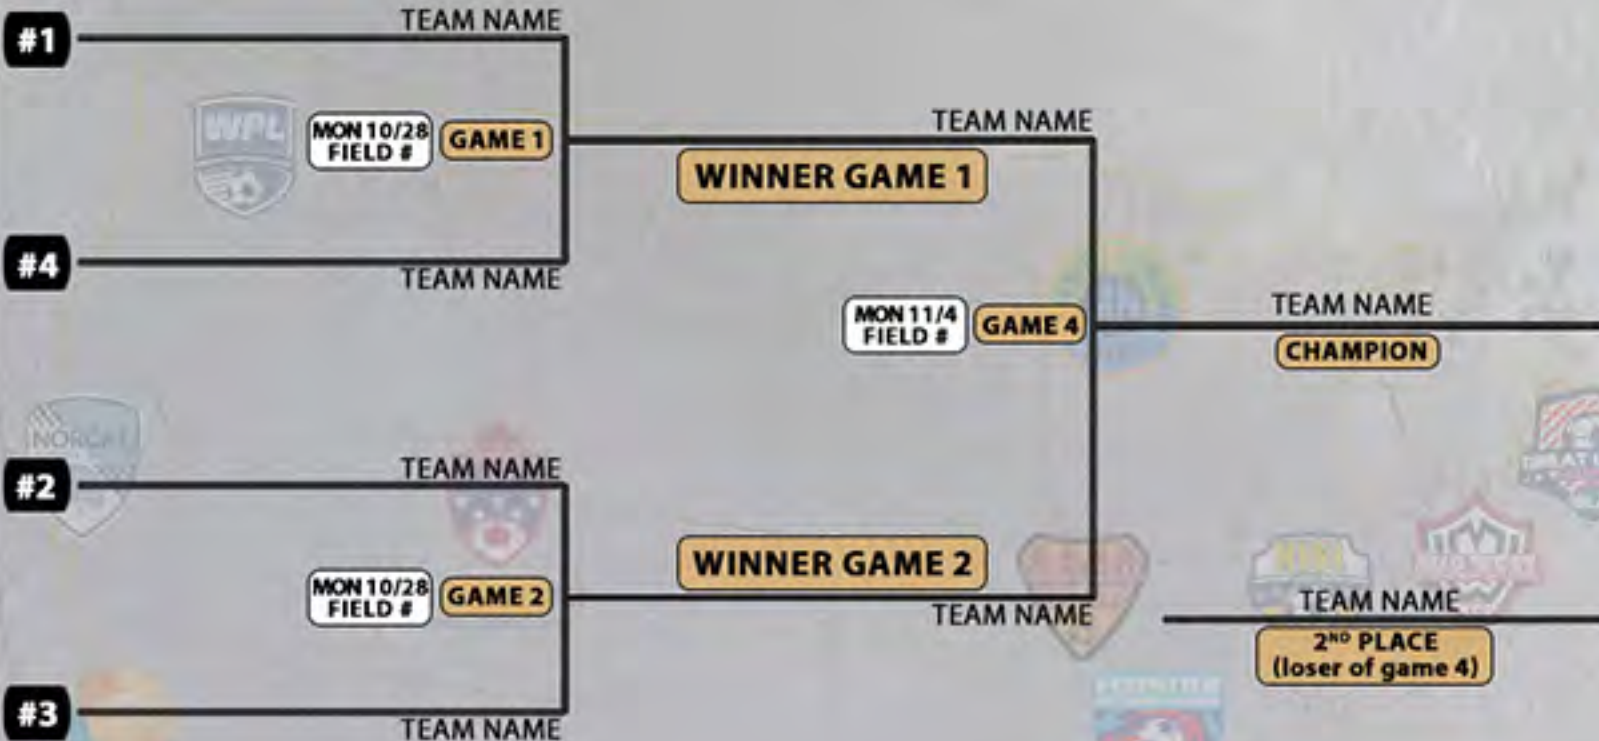 #1
TEAM NAME
WPL
MON 10/28
FIELD #
GAME 1
TEAM NAME
WINNER GAME 1
#4
TEAM NAME
MON 11/4
FIELD #
GAME 4
TEAM NAME
CHAMPION
NORCAL
#2
TEAM NAME
MON 10/28
FIELD #
GAME 2
WINNER GAME 2
TEAM NAME
TEAM NAME
2ND PLACE
(loser of game 4)
#3
TEAM NAME